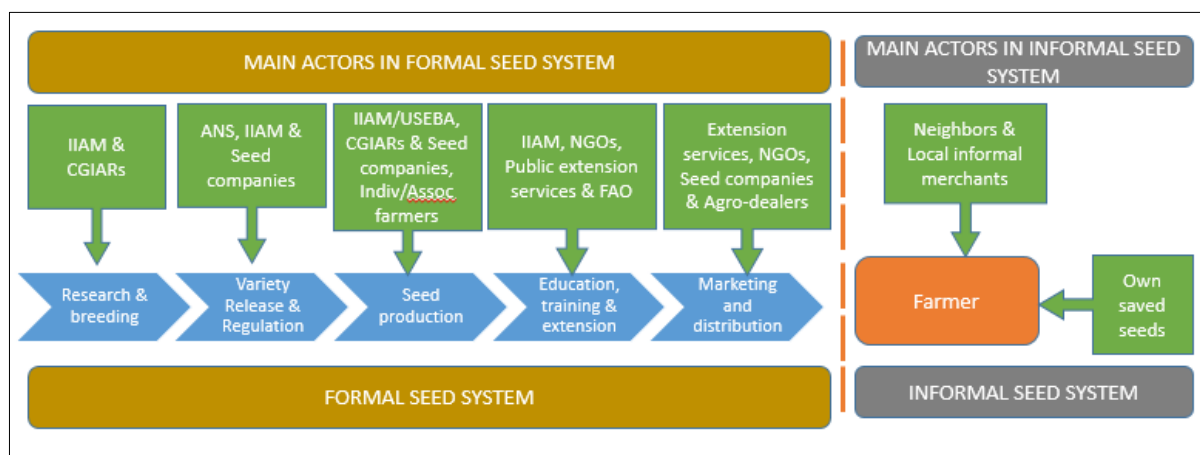 MAIN ACTORS IN FORMAL SEED SYSTEM
MAIN ACTORS IN INFORMAL SEED
SYSTEM
IIAM &
CGIARs
ANS, IIAM &
Seed
companies
IIAM/USEBA,
CGIARs & Seed
companies,
Indiv/Assoc
farmers
IIAM, NGOs,
Public extension
services & FAO
Extension
services, NGOs,
Seed companies
& Agro-dealers
Neighbors &
Local informal
merchants
Research &
breeding
Variety
Release &
Regulation
Seed
production
Education,
training &
extension
Marketing
and
distribution
Farmer
Own
saved
seeds
FORMAL SEED SYSTEM
INFORMAL SEED SYSTEM